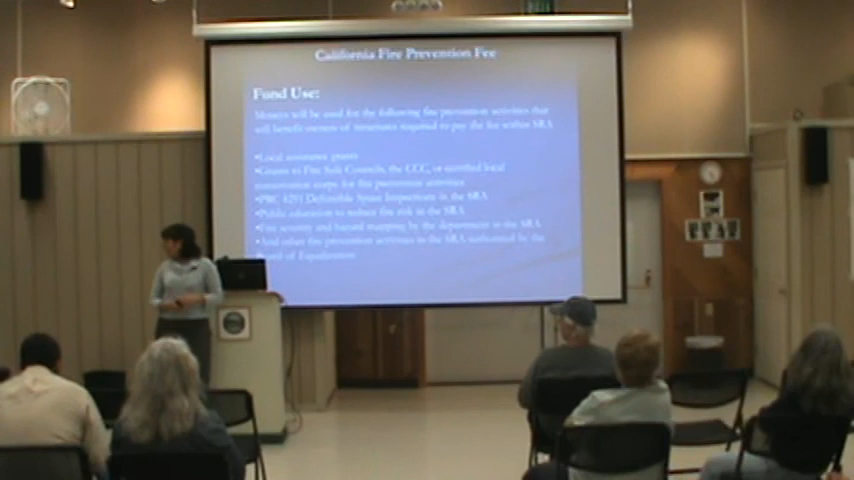 California Fire Prevention Fee
Fund Use:
Moneys will be used for the following fire prevention activities that
will benefit owners of structures required to pay the fee within SRA
•Local assistance grants
•Grants to Fire Safe Councils, the CCC, or certified local
conservation corps for fire prevention activities
•PRC 4291 Defensible Space Inspections in the SRA
•Public education to reduce fire risk in the SRA
•Fire severity and hazard mapping by the department in the SRA
•And other fire prevention activities in the SRA authorized by the
Board of Equalization